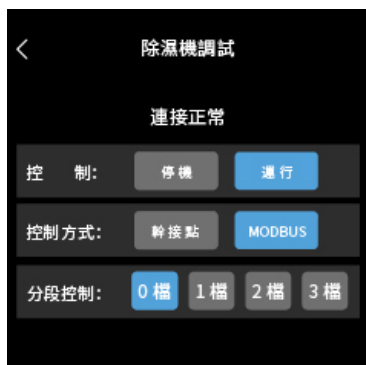 除濕機調試
連接正常
控 制: 停機 運行
控制方式: 幹接點 MODBUS
分段控制: 0檔 1檔 2檔 3檔